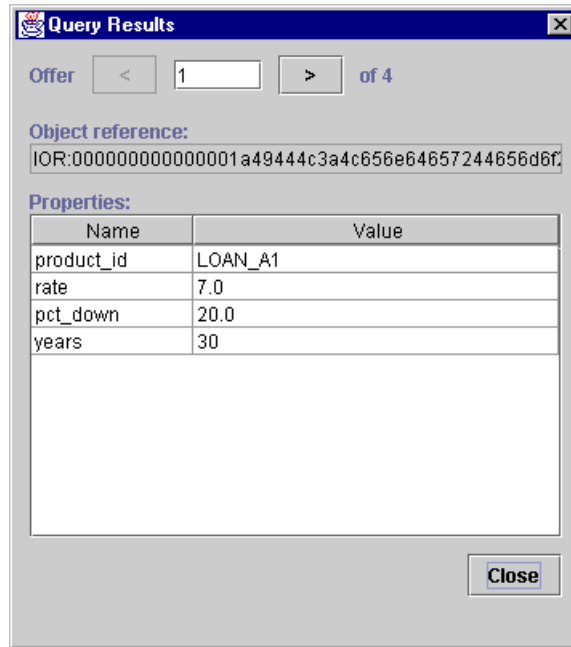 Query Results
Offer < 1 > of 4
Object reference:
IOR:000000000000001a49444c3a4c656e64657244656d6f
Properties:
Name Value
product_id LOAN_A1
rate 7.0
pct_down 20.0
years 30
Close